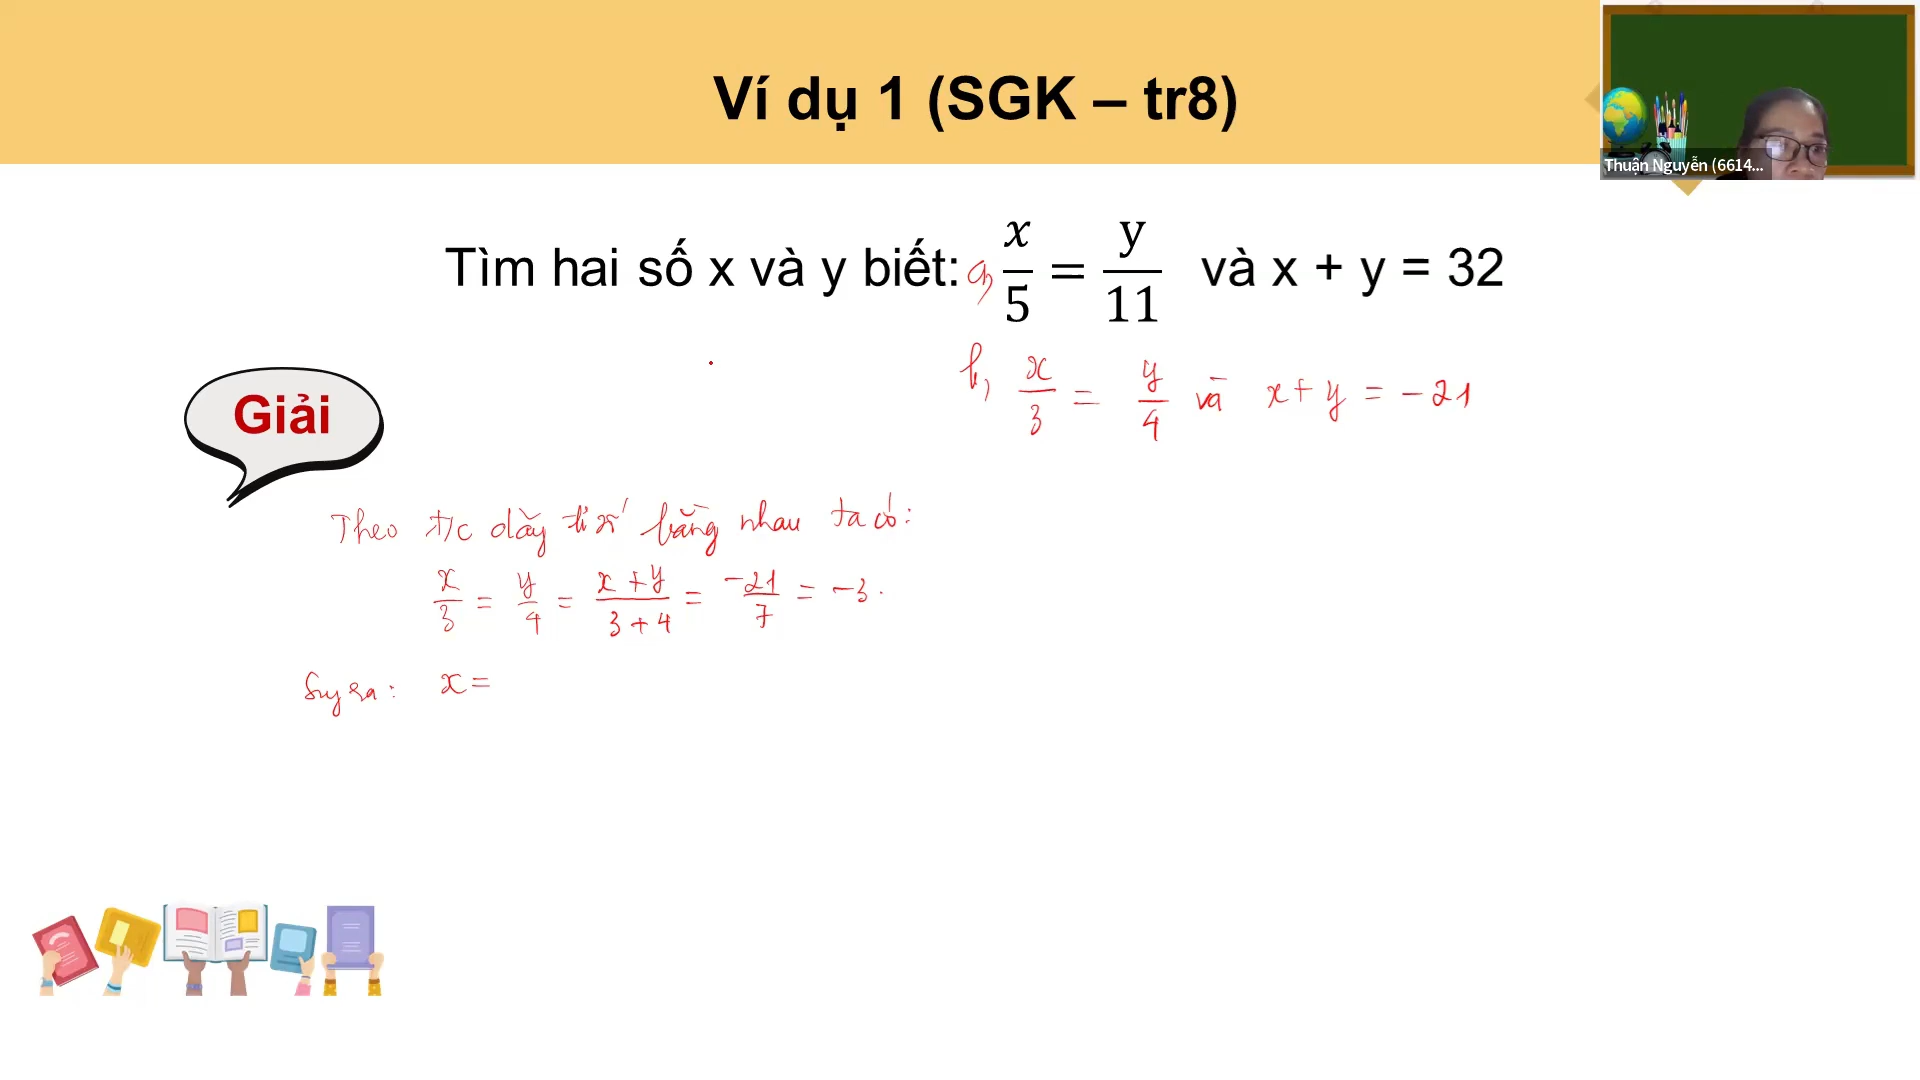 Ví dụ 1 (SGK – tr8)
Thuận Nguyễn (6614...
Tìm hai số x và y biết: a, x/5 = y/11 và x + y = 32
b, x/3 = y/4 và x + y = -21
Giải
Theo t/c dãy tỉ số bằng nhau ta có:
x/3 = y/4 = x + y/3 + 4 = -21/7 = -3.
Suy ra: x =